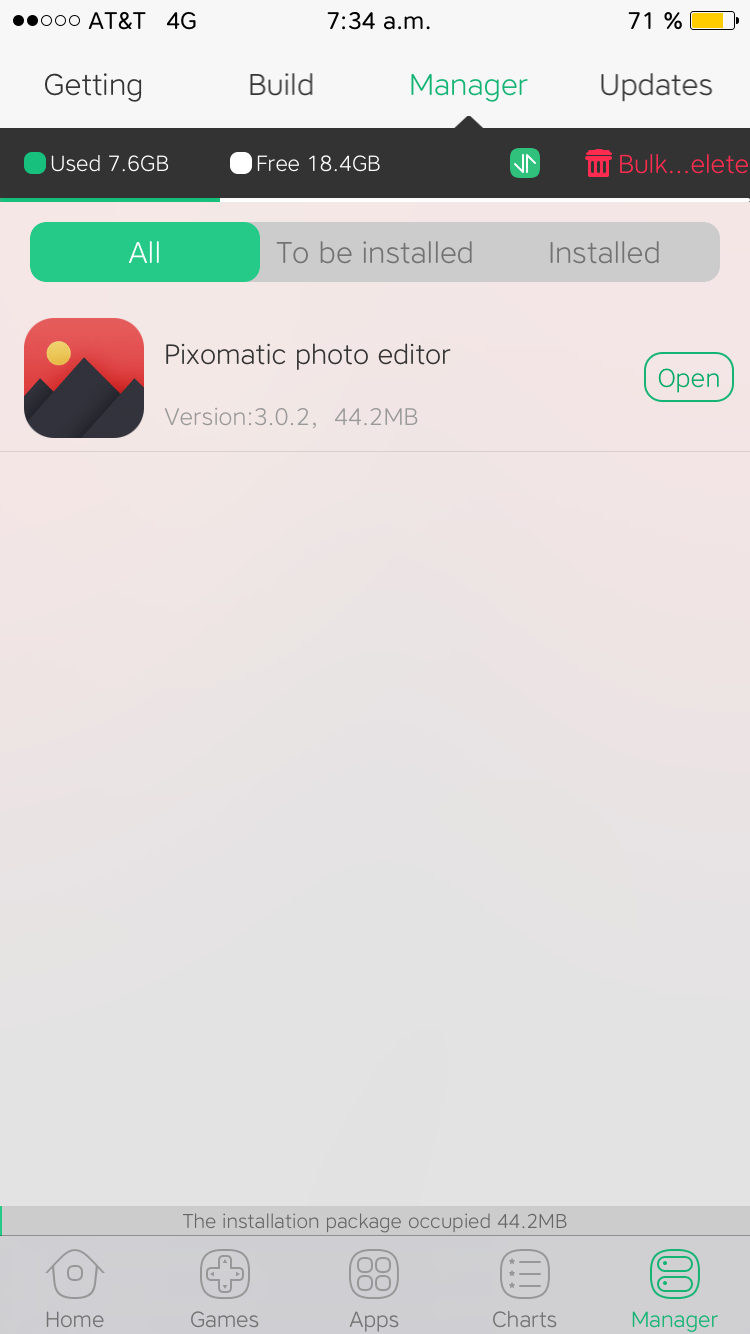 AT&T 4G 7:34 a.m. 71 %
Getting Build Manager Updates
Used 7.6GB Free 18.4GB Bulk...elete
All To be installed Installed
Pixomatic photo editor
Open
Version:3.0.2, 44.2MB
The installation package occupied 44.2MB
Home Games Apps Charts Manager